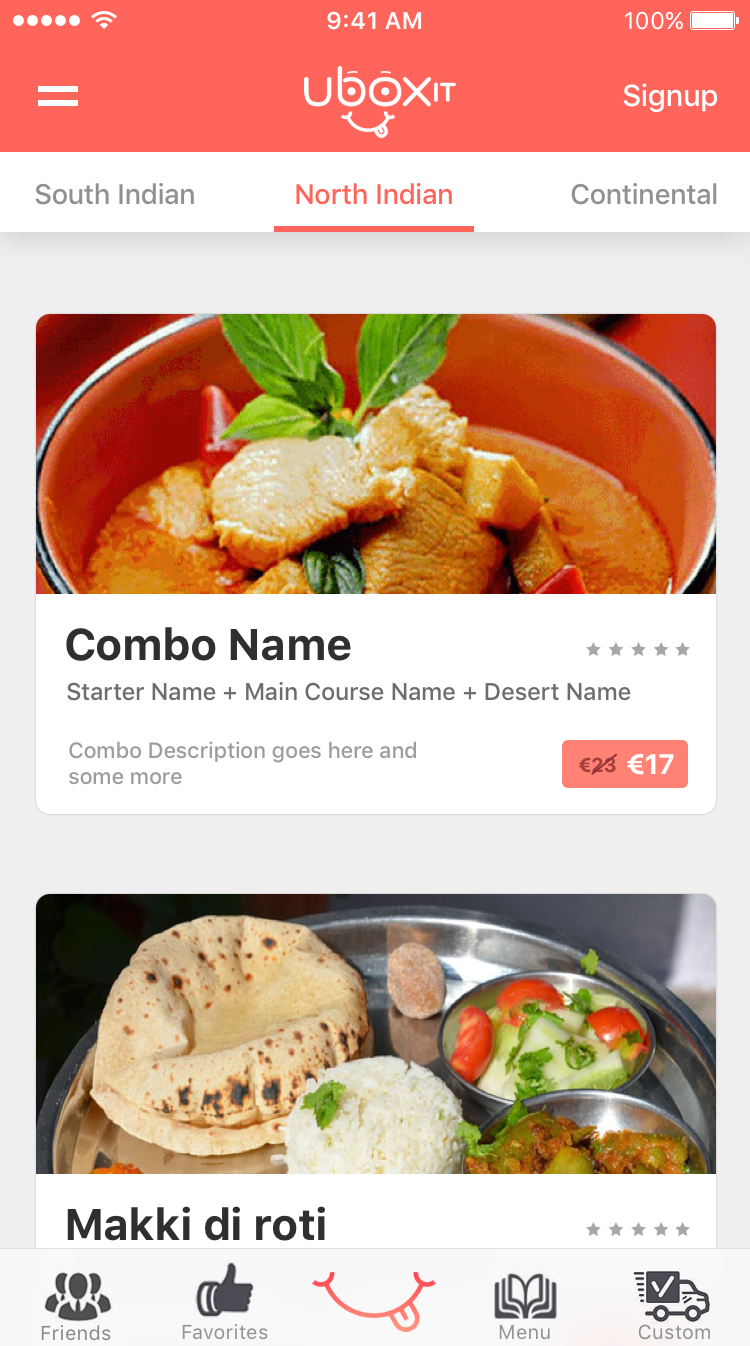 9:41 AM
100%
UBOXIT
Signup
South Indian
North Indian
Continental
Combo Name
Starter Name + Main Course Name + Desert Name
Combo Description goes here and
some more
€23 €17
Makki di roti
Friends
Favorites
Menu
Custom